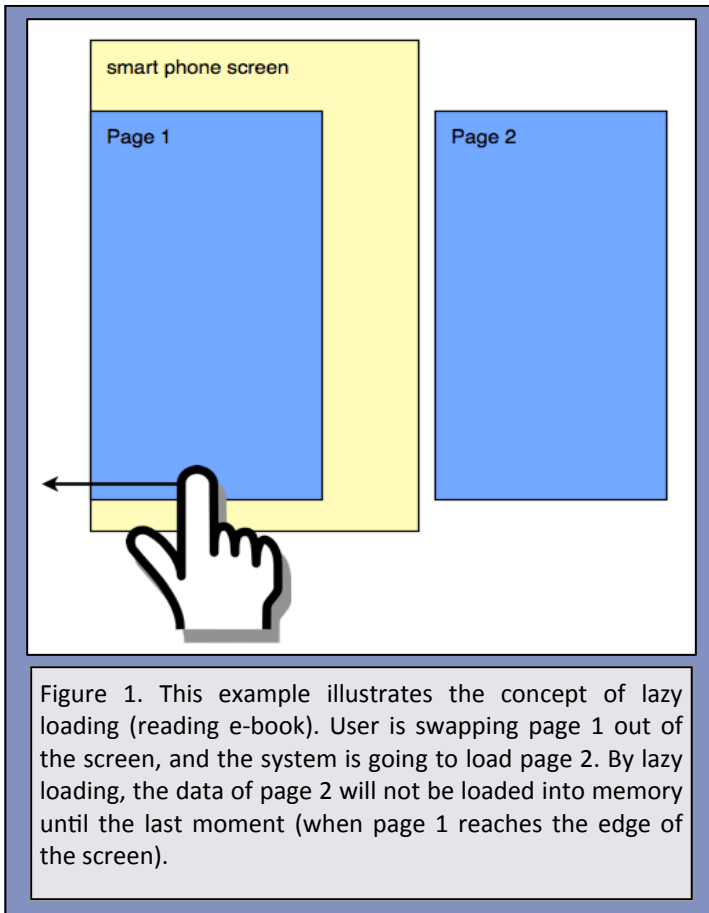 smart phone screen
Page 1
Page 2
Figure 1. This example illustrates the concept of lazy
loading (reading e-book). User is swapping page 1 out of
the screen, and the system is going to load page 2. By lazy
loading, the data of page 2 will not be loaded into memory
until the last moment (when page 1 reaches the edge of
the screen).